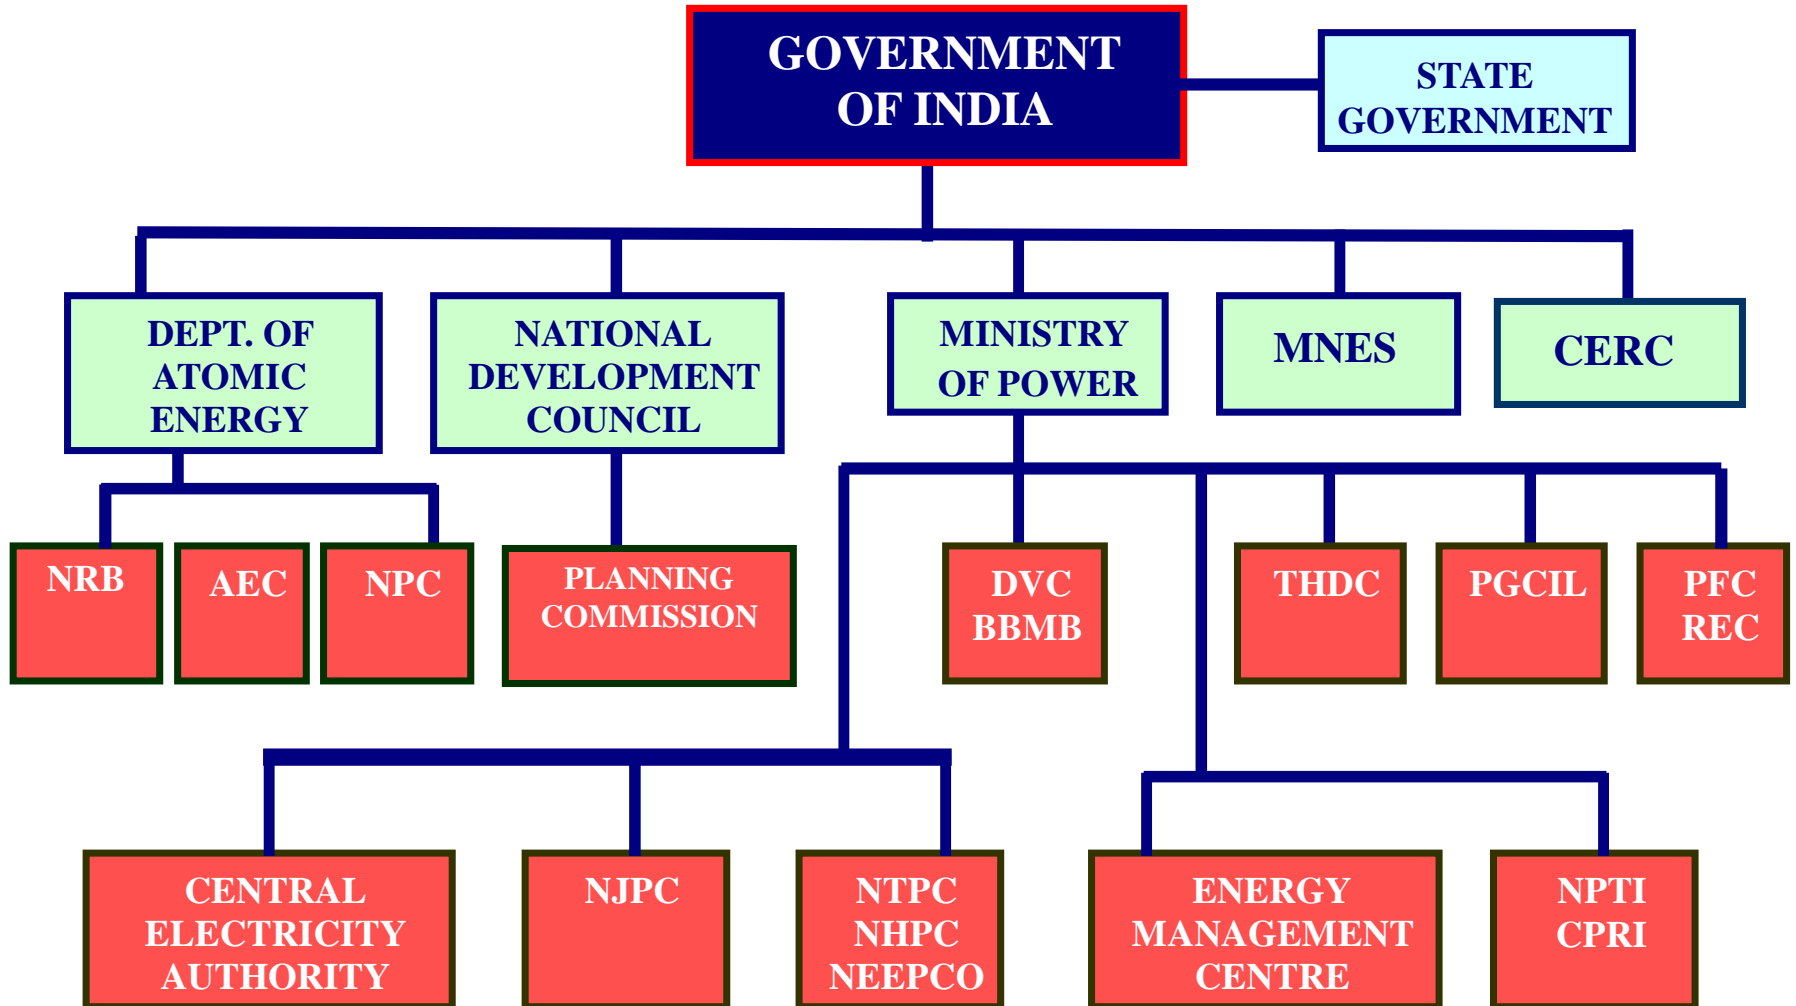 GOVERNMENT
OF INDIA
STATE
GOVERNMENT
DEPT. OF
ATOMIC
ENERGY
NATIONAL
DEVELOPMENT
COUNCIL
MINISTRY
OF POWER
MNES
CERC
NRB
AEC
NPC
PLANNING
COMMISSION
DVC
BBMB
THDC
PGCIL
PFC
REC
CENTRAL
ELECTRICITY
AUTHORITY
NJPC
NTPC
NHPC
NEEPCO
ENERGY
MANAGEMENT
CENTRE
NPTI
CPRI